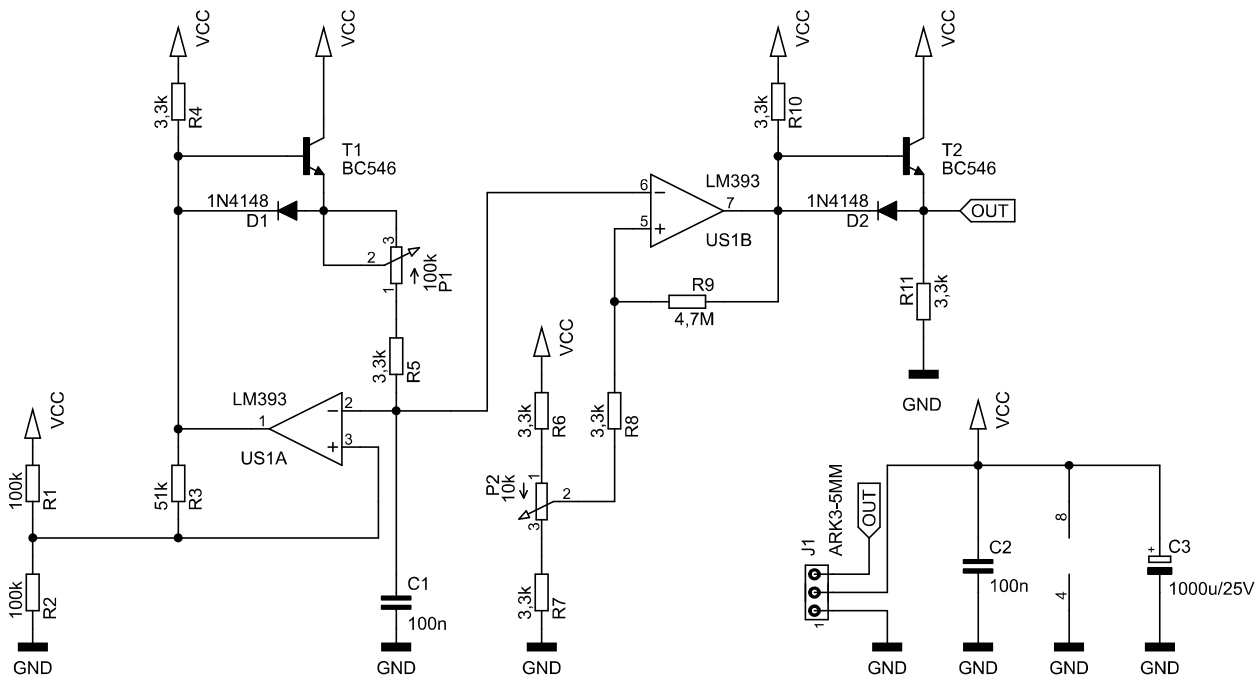 VCC
VCC
VCC
VCC
3,3k
R4
T1
BC546
1N4148
D1
3
2
1
100k
P1
3,3k
R5
LM393
1
2
3
−
+
US1A
VCC
100k
R1
51k
R3
100k
R2
GND
C1
100n
GND
3,3k
R10
T2
BC546
LM393
6
−
5
+
7
US1B
1N4148
D2
OUT
R9
4,7M
R11
3,3k
GND
VCC
3,3k
R6
3,3k
R8
P2
10k
1
2
3
3,3k
R7
GND
VCC
J1
ARK3-5MM
OUT
1
GND
C2
100n
GND
8
4
GND
+
C3
1000u/25V
GND